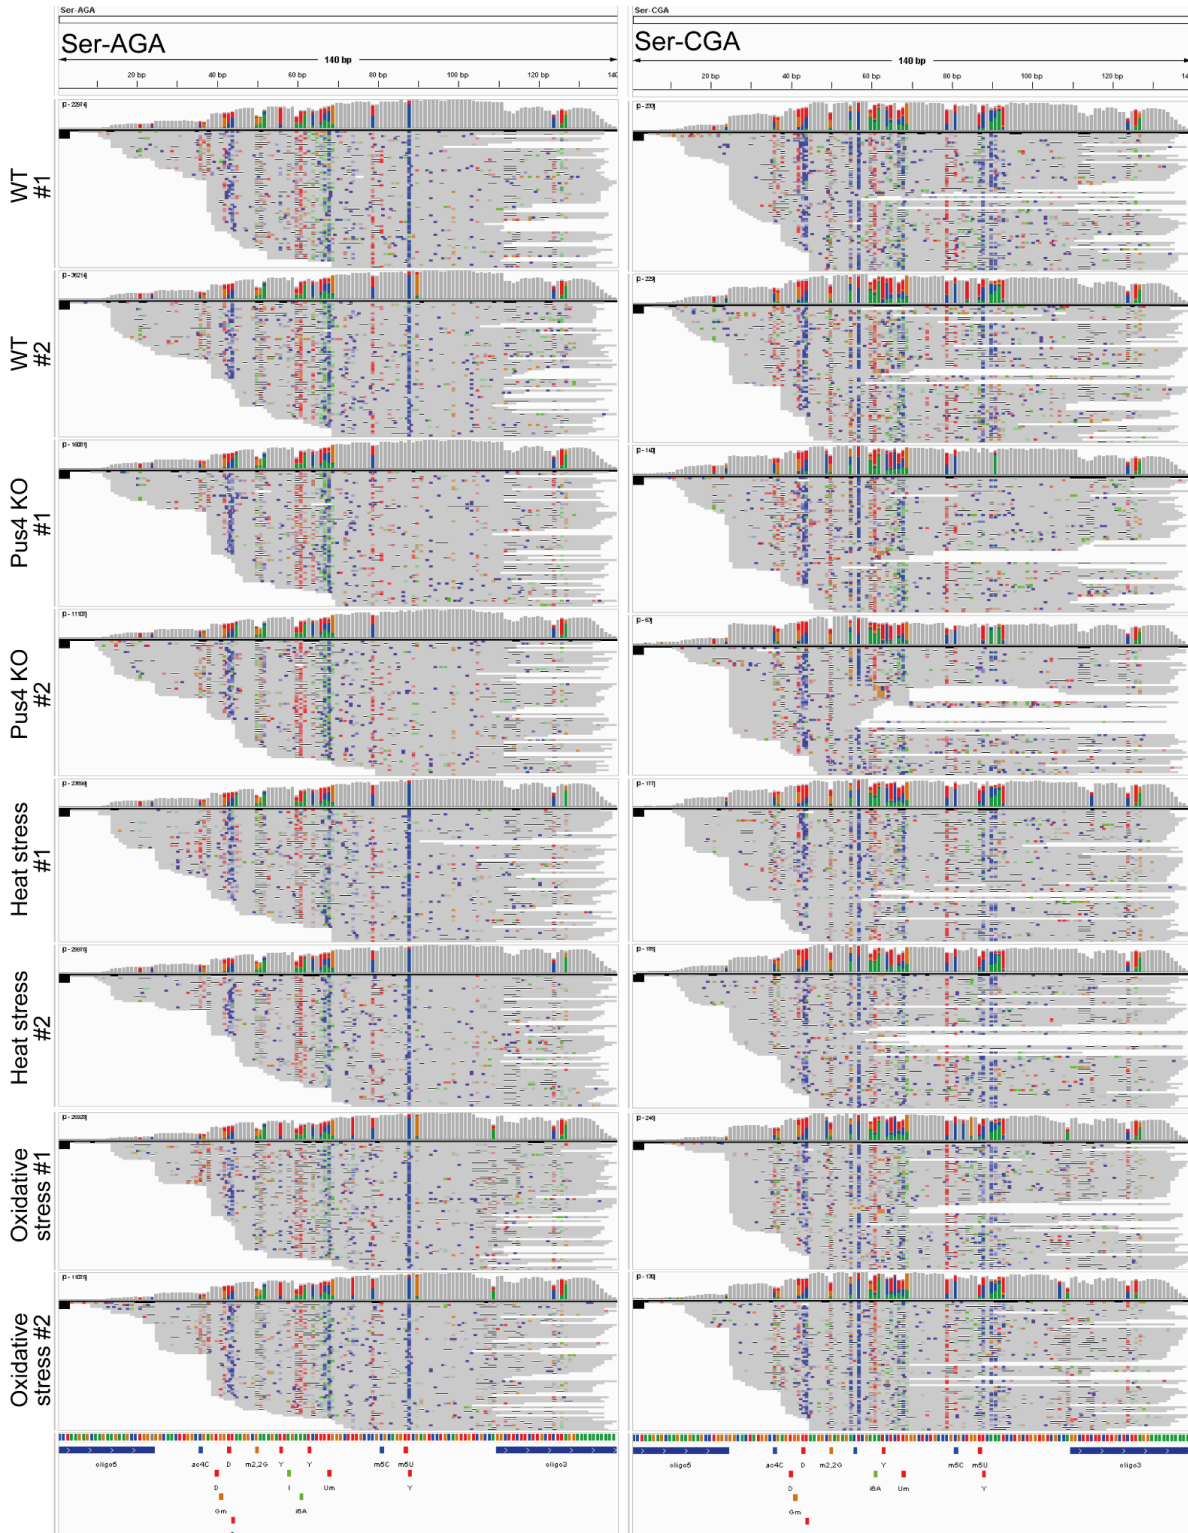 Ser-AGA
Ser-AGA
140 bp
20 bp 40 bp 60 bp 80 bp 100 bp 120 bp 140
Ser-CGA
Ser-CGA
140 bp
20 bp 40 bp 60 bp 80 bp 100 bp 120 bp
WT
#1
WT
#2
Pus4 KO
#1
Pus4 KO
#2
Heat stress
#1
Heat stress
#2
Oxidative
stress #1
Oxidative
stress #2
oligo5 ac4C D m2,2G Y Y m5C m5U oligo3
D I Um Y
Gm i6A
oligo5 ac4C D m2,2G Y m5C m5U oligo3
D i6A Um Y
Gm